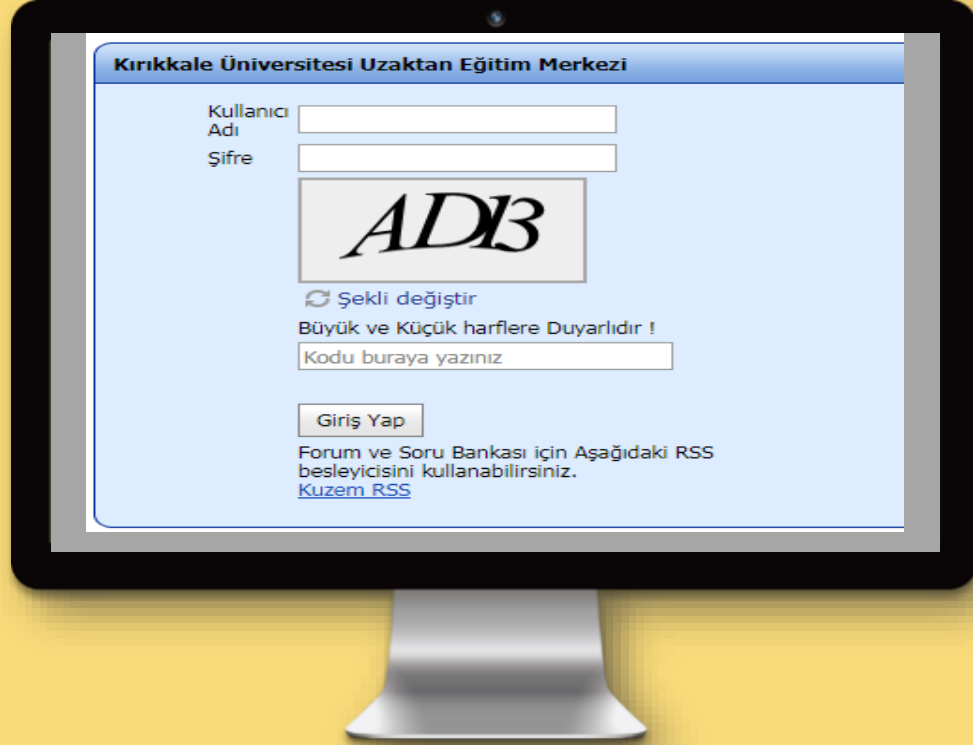 Kırıkkale Üniversitesi Uzaktan Eğitim Merkezi
Kullanıcı
Adı
Şifre
AD13
Şekli değiştir
Büyük ve Küçük harflere Duyarlıdır !
Kodu buraya yazınız
Giriş Yap
Forum ve Soru Bankası için Aşağıdaki RSS
besleyicisini kullanabilirsiniz.
Kuzem RSS